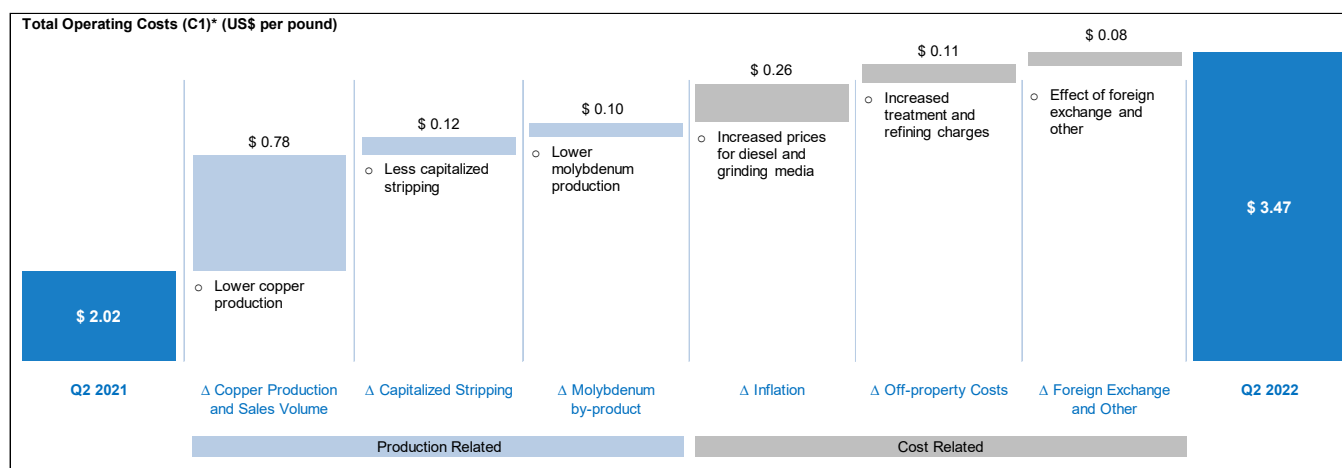 Total Operating Costs (C1)* (US$ per pound)
$ 2.02
$ 0.78
o Lower copper
production
$ 0.12
o Less capitalized
stripping
$ 0.10
o Lower
molybdenum
production
$ 0.26
o Increased prices
for diesel and
grinding media
$ 0.11
o Increased
treatment and
refining charges
$ 0.08
o Effect of foreign
exchange and
other
$ 3.47
Q2 2021
Δ Copper Production
and Sales Volume
Δ Capitalized Stripping
Δ Molybdenum
by-product
Δ Inflation
Δ Off-property Costs
Δ Foreign Exchange
and Other
Q2 2022
Production Related
Cost Related